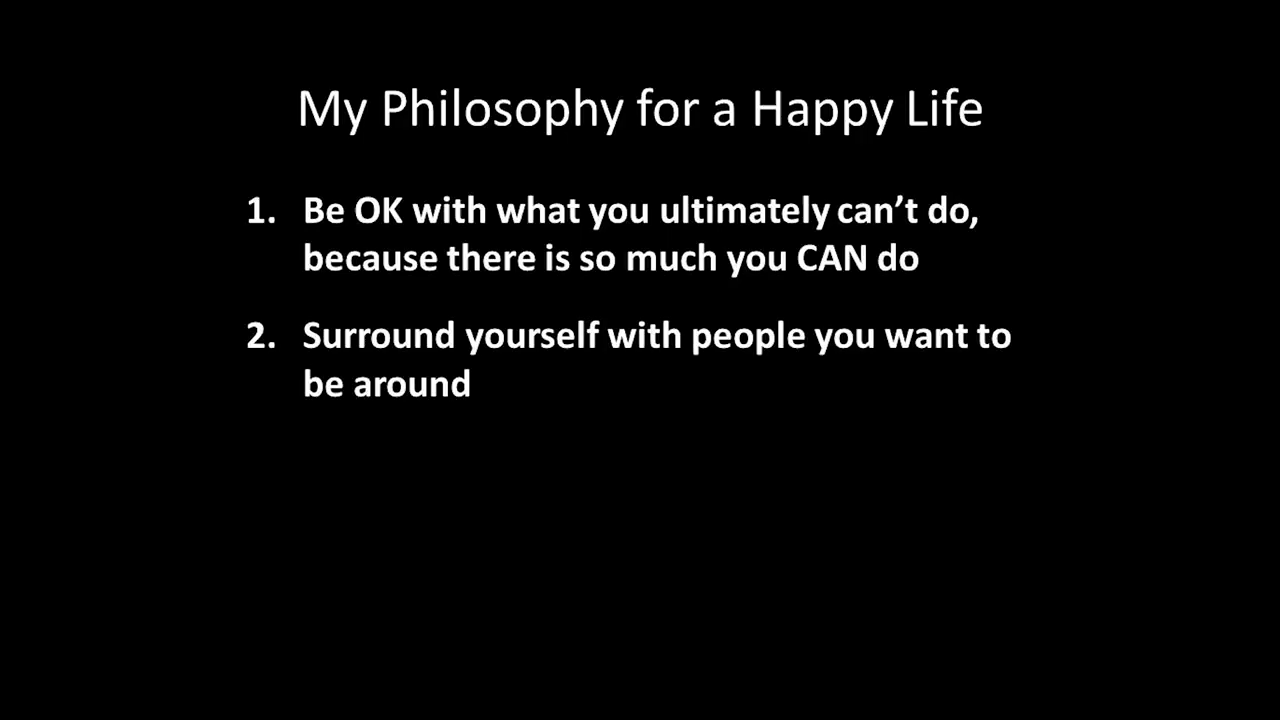 My Philosophy for a Happy Life
1. Be OK with what you ultimately can’t do,
because there is so much you CAN do
2. Surround yourself with people you want to
be around